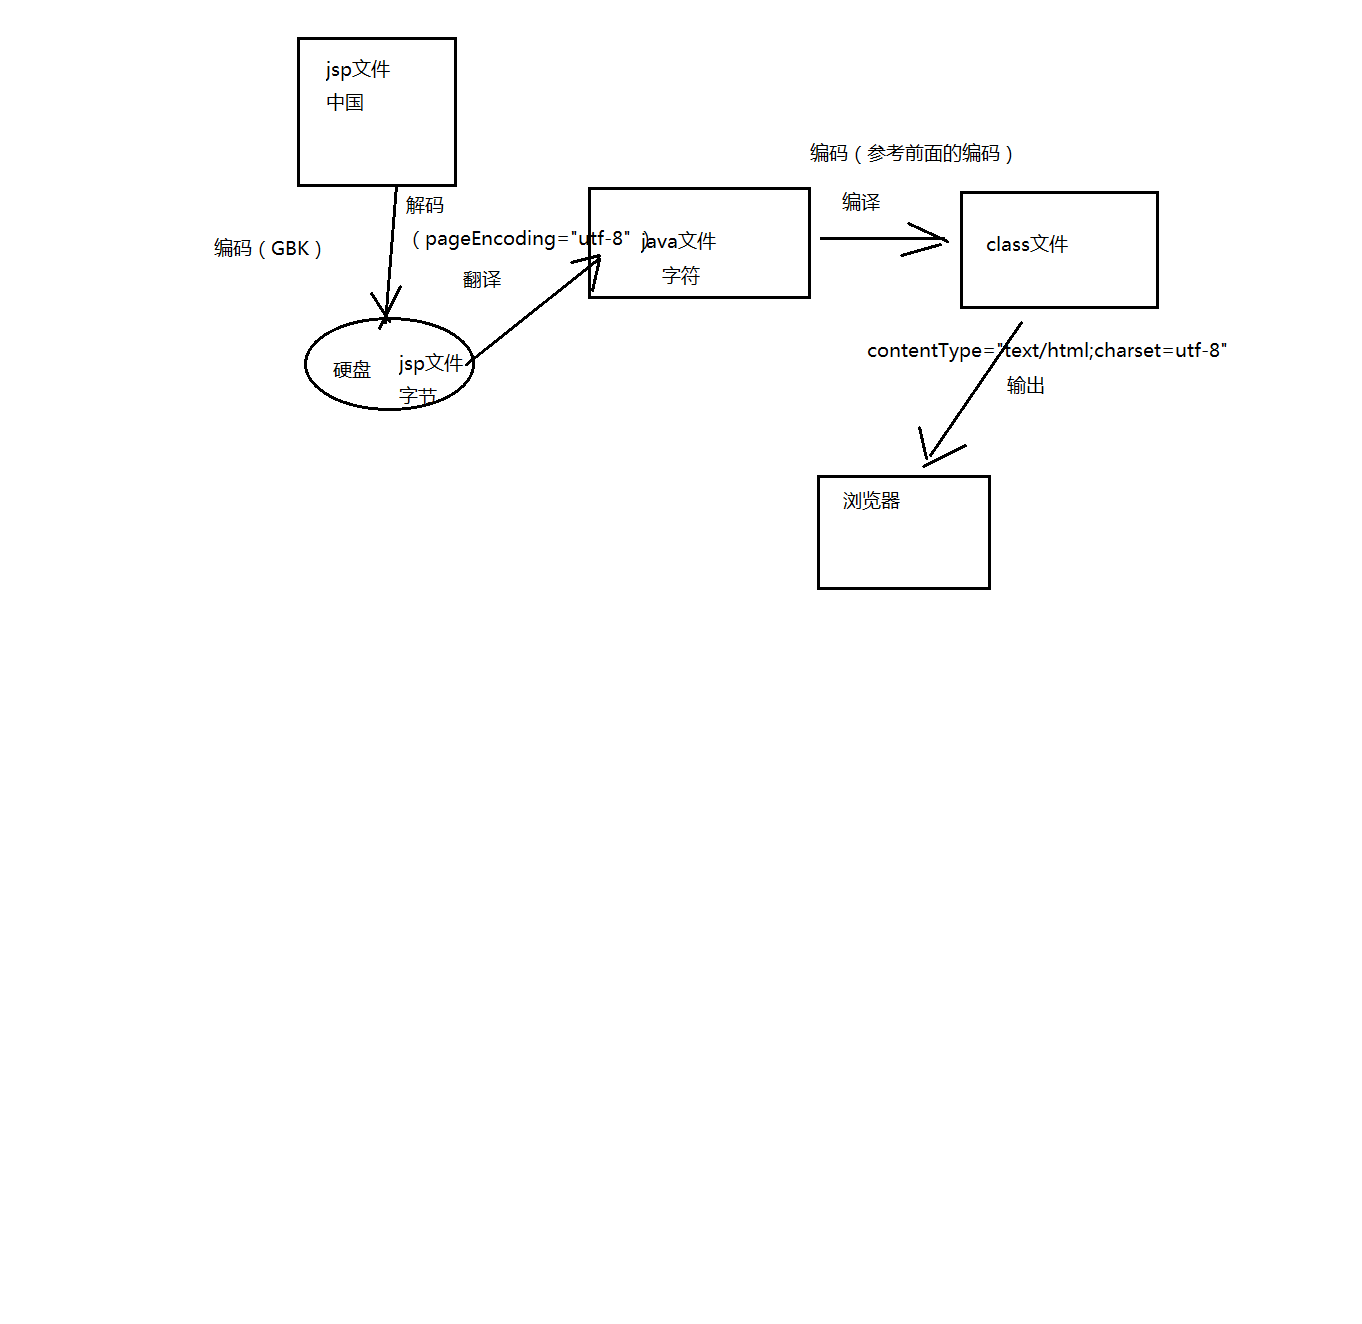 jsp文件
中国
编码（GBK）
解码
（pageEncoding="utf-8"）
翻译
硬盘
jsp文件
字节
java文件
字符
编码（参考前面的编码）
编译
class文件
contentType="text/html;charset=utf-8"
输出
浏览器